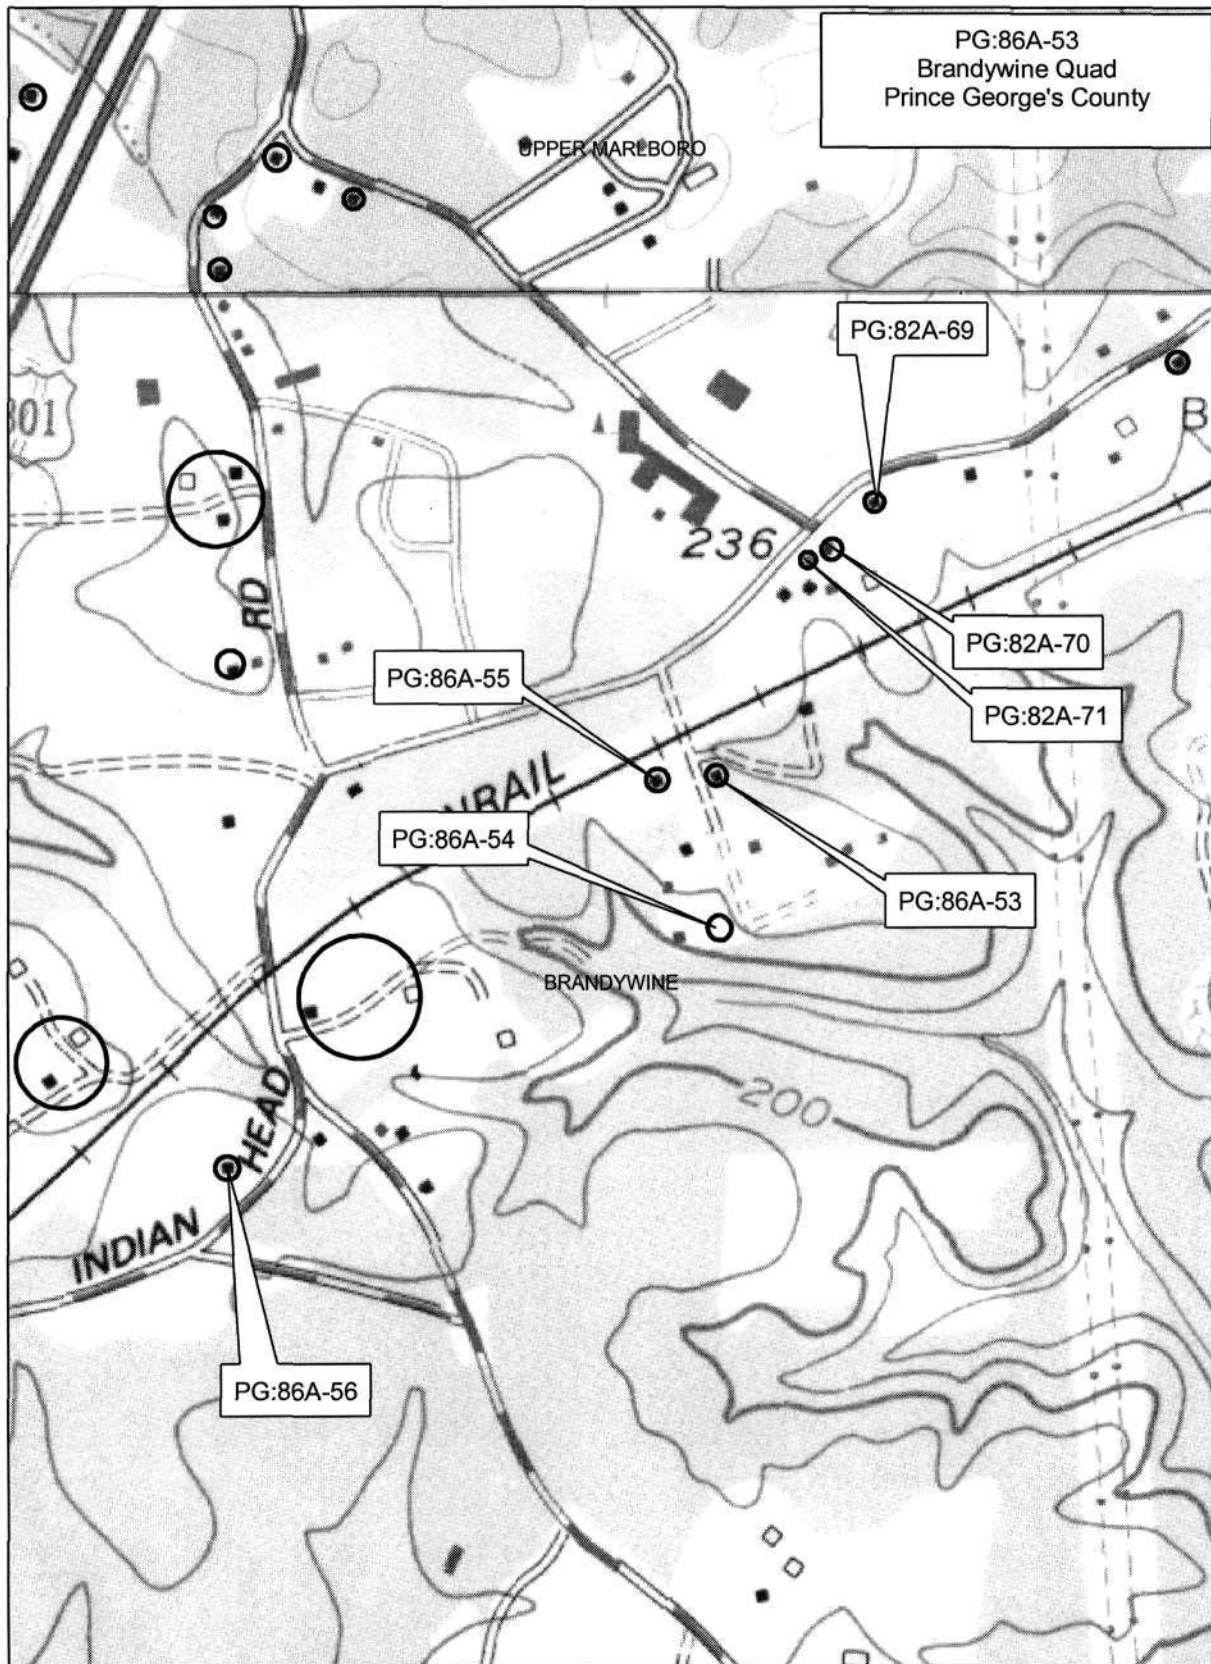 PG:86A-53
Brandywine Quad
Prince George's County
UPPER MARLBORO
PG:82A-69
301
B
236
RD
PG:82A-70
PG:86A-55
PG:82A-71
NRAIL
PG:86A-54
PG:86A-53
BRANDYWINE
200
HEAD
INDIAN
PG:86A-56